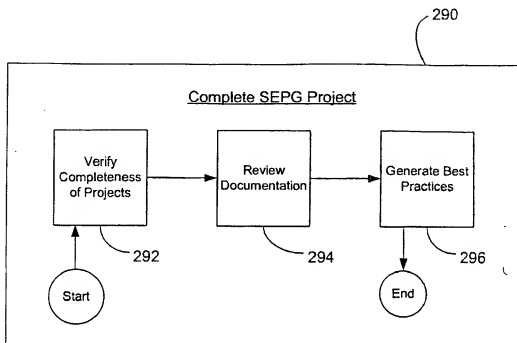 290
Complete SEPG Project
Verify
Completeness
of Projects
Review
Documentation
Generate Best
Practices
292
294
296
Start
End